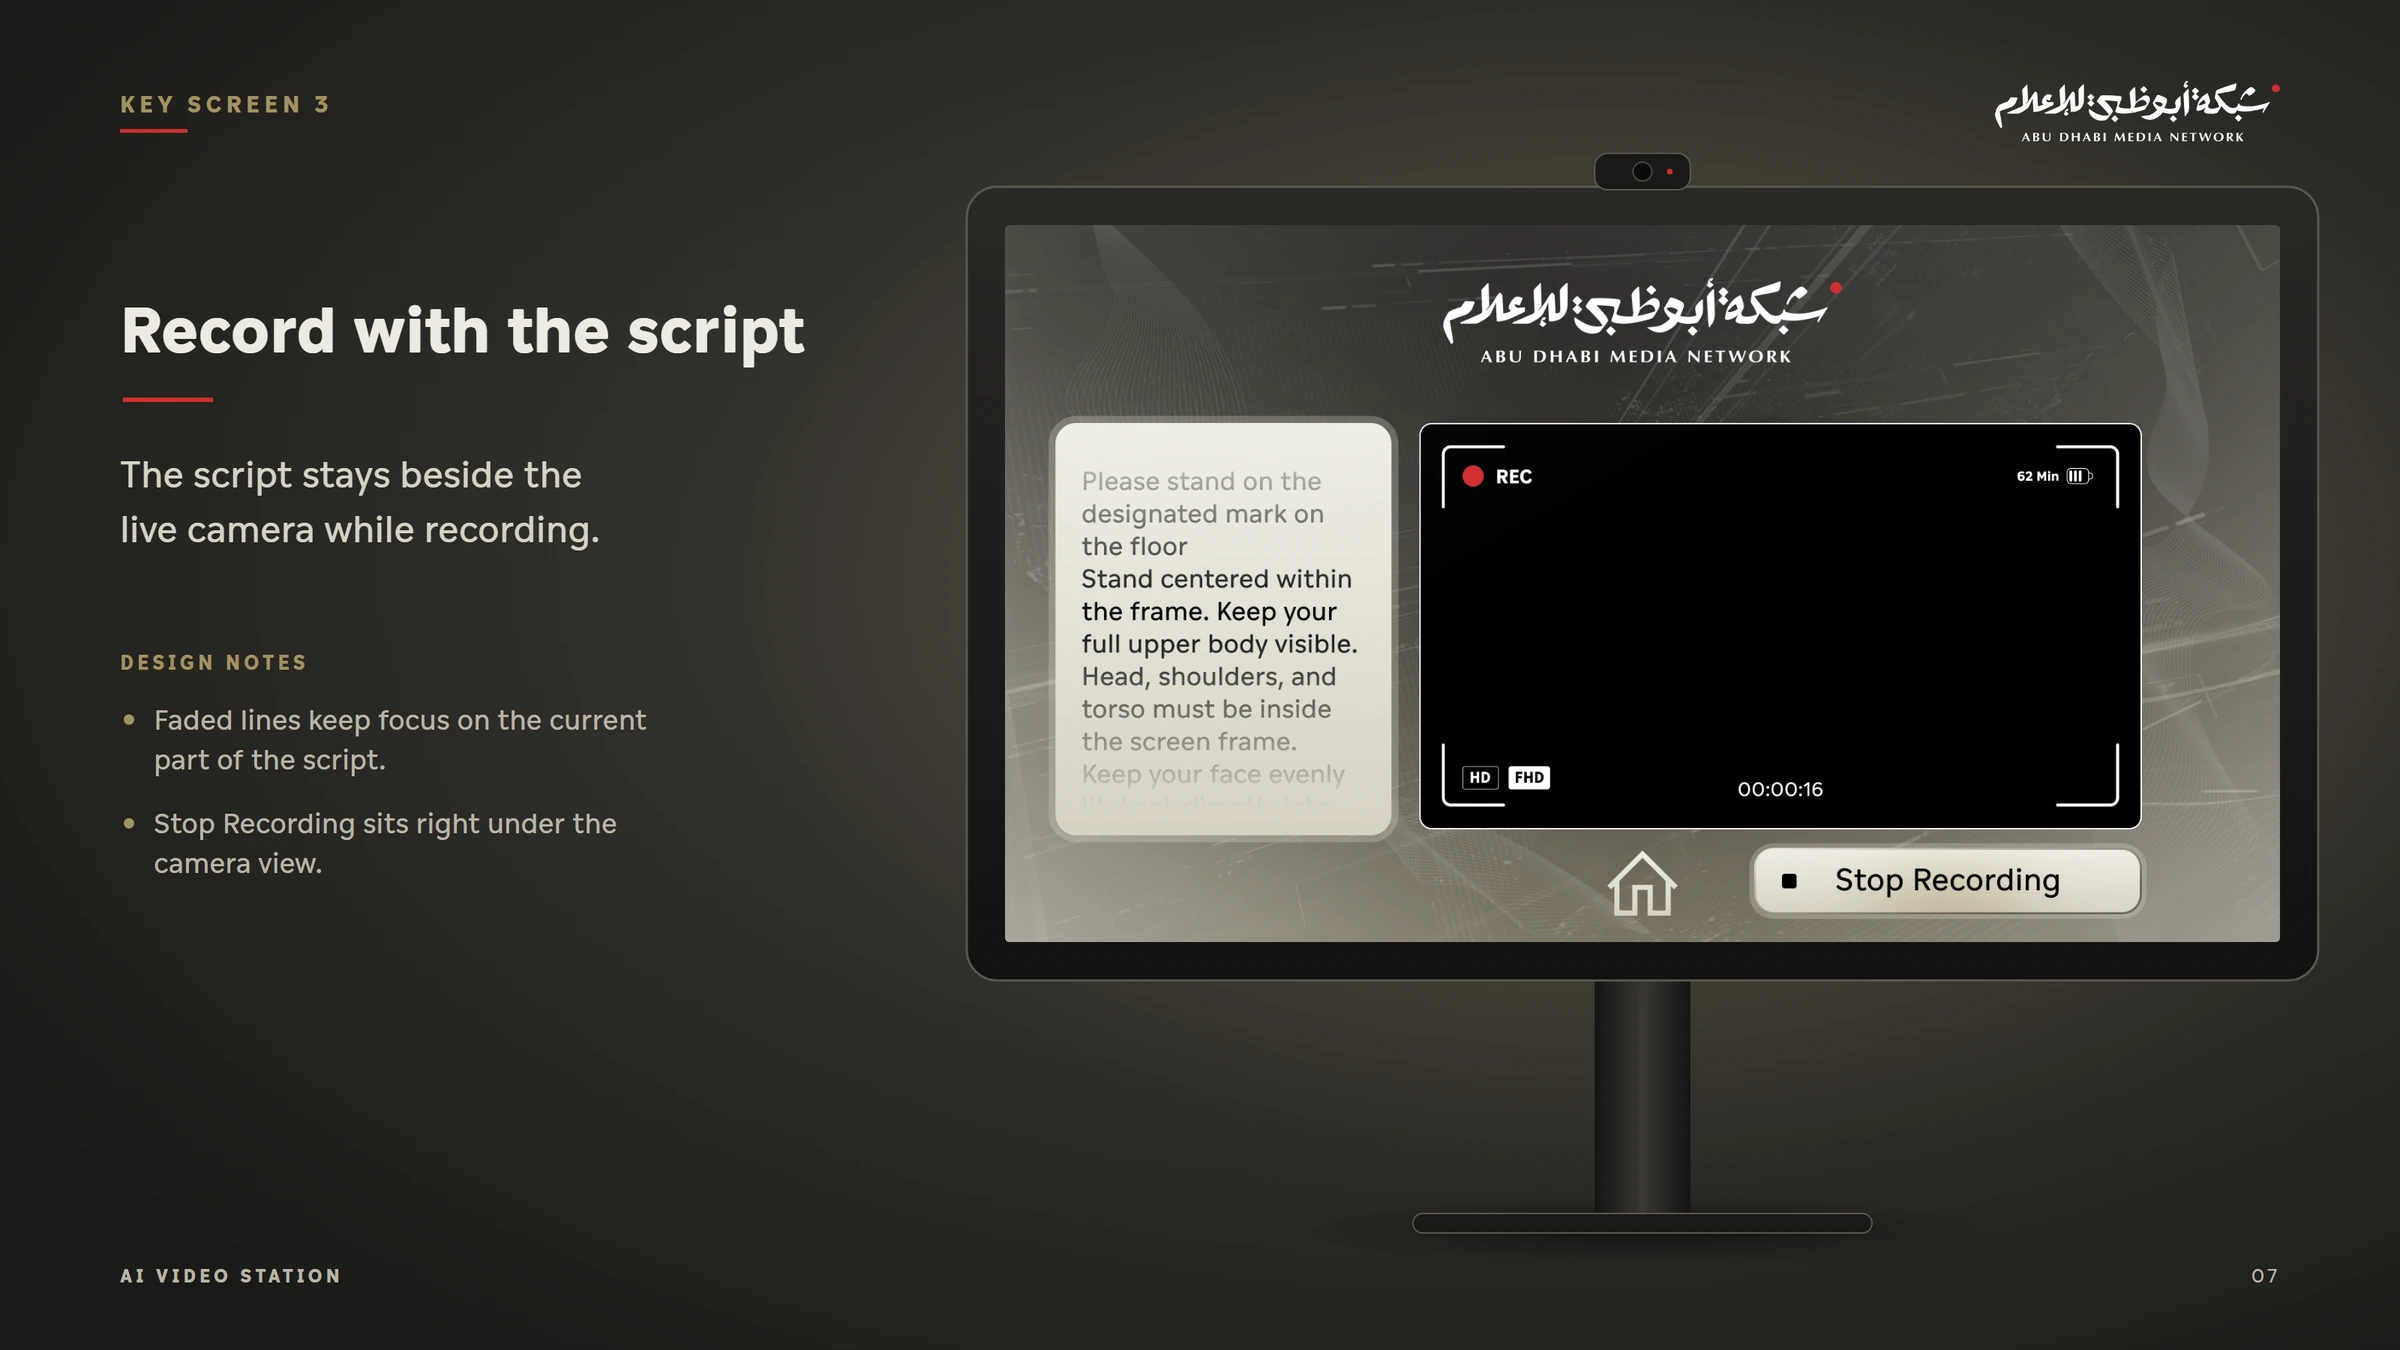 KEY SCREEN 3
شبكة أبوظبي للإعلام
ABU DHABI MEDIA NETWORK
Record with the script
The script stays beside the
live camera while recording.
DESIGN NOTES
Faded lines keep focus on the current
part of the script.
Stop Recording sits right under the
camera view.
شبكة أبوظبي للإعلام
ABU DHABI MEDIA NETWORK
Please stand on the
designated mark on
the floor
Stand centered within
the frame. Keep your
full upper body visible.
Head, shoulders, and
torso must be inside
the screen frame.
Keep your face evenly
lit. Look directly into
REC
62 Min
HD FHD
00:00:16
Stop Recording
AI VIDEO STATION
07